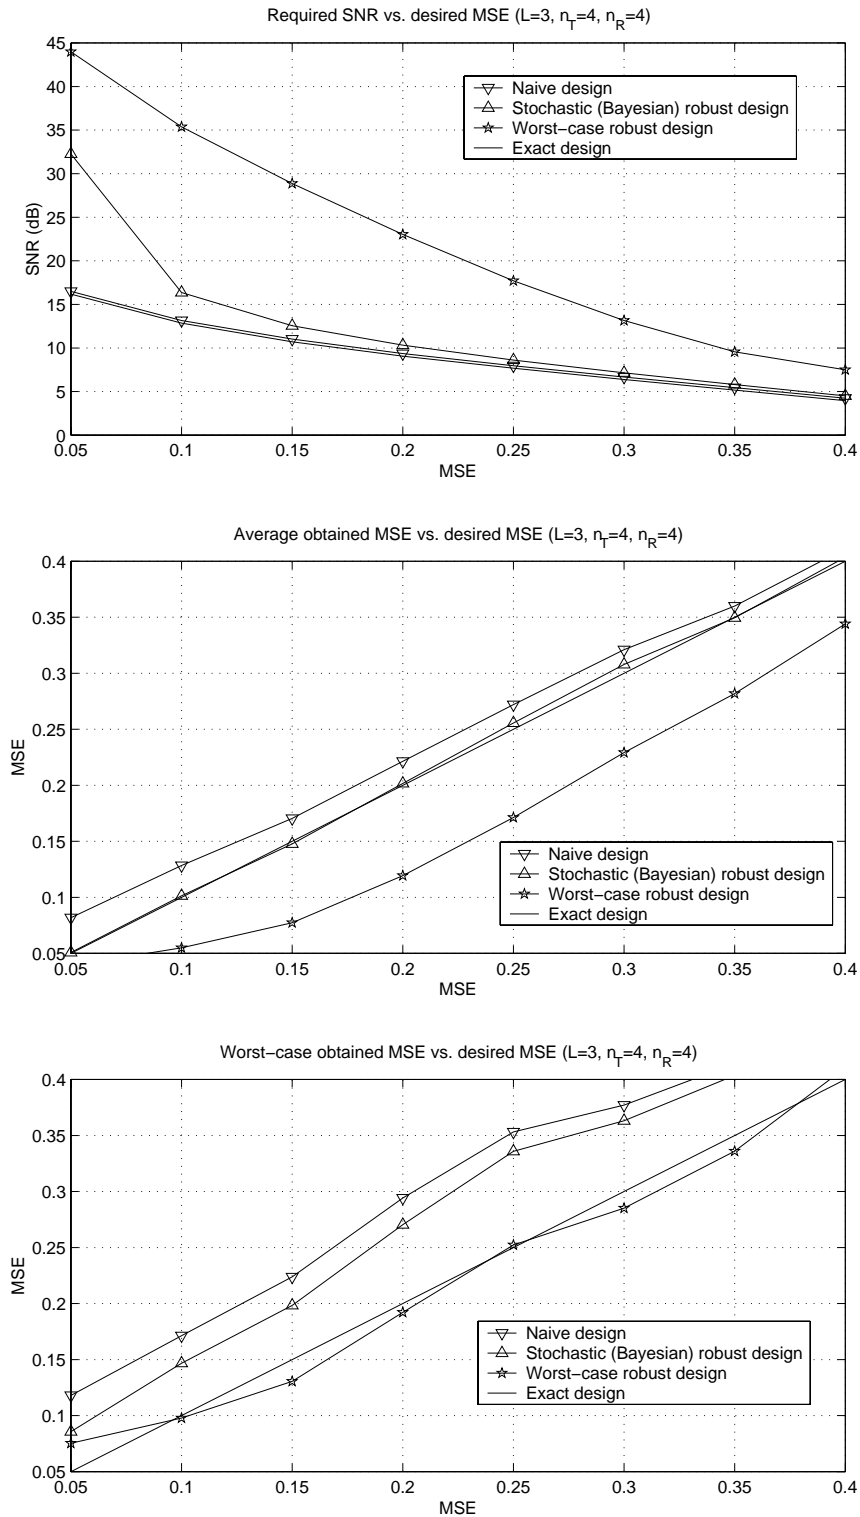 Required SNR vs. desired MSE (L=3, n_T=4, n_R=4)
45
40
35
30
25
20
15
10
5
0
SNR (dB)
Naive design
Stochastic (Bayesian) robust design
Worst−case robust design
Exact design
0.05 0.1 0.15 0.2 0.25 0.3 0.35 0.4
MSE
Average obtained MSE vs. desired MSE (L=3, n_T=4, n_R=4)
0.4
0.35
0.3
0.25
0.2
0.15
0.1
0.05
MSE
Naive design
Stochastic (Bayesian) robust design
Worst−case robust design
Exact design
0.05 0.1 0.15 0.2 0.25 0.3 0.35 0.4
MSE
Worst−case obtained MSE vs. desired MSE (L=3, n_T=4, n_R=4)
0.4
0.35
0.3
0.25
0.2
0.15
0.1
0.05
MSE
Naive design
Stochastic (Bayesian) robust design
Worst−case robust design
Exact design
0.05 0.1 0.15 0.2 0.25 0.3 0.35 0.4
MSE